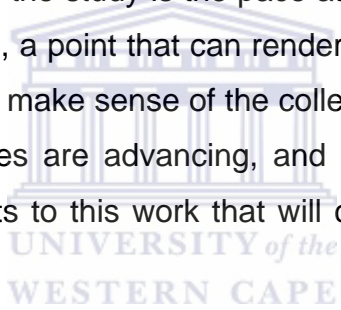 the study is the pace at
, a point that can render
make sense of the colle
es are advancing, and
ts to this work that will
UNIVERSITY of the
WESTERN CAPE